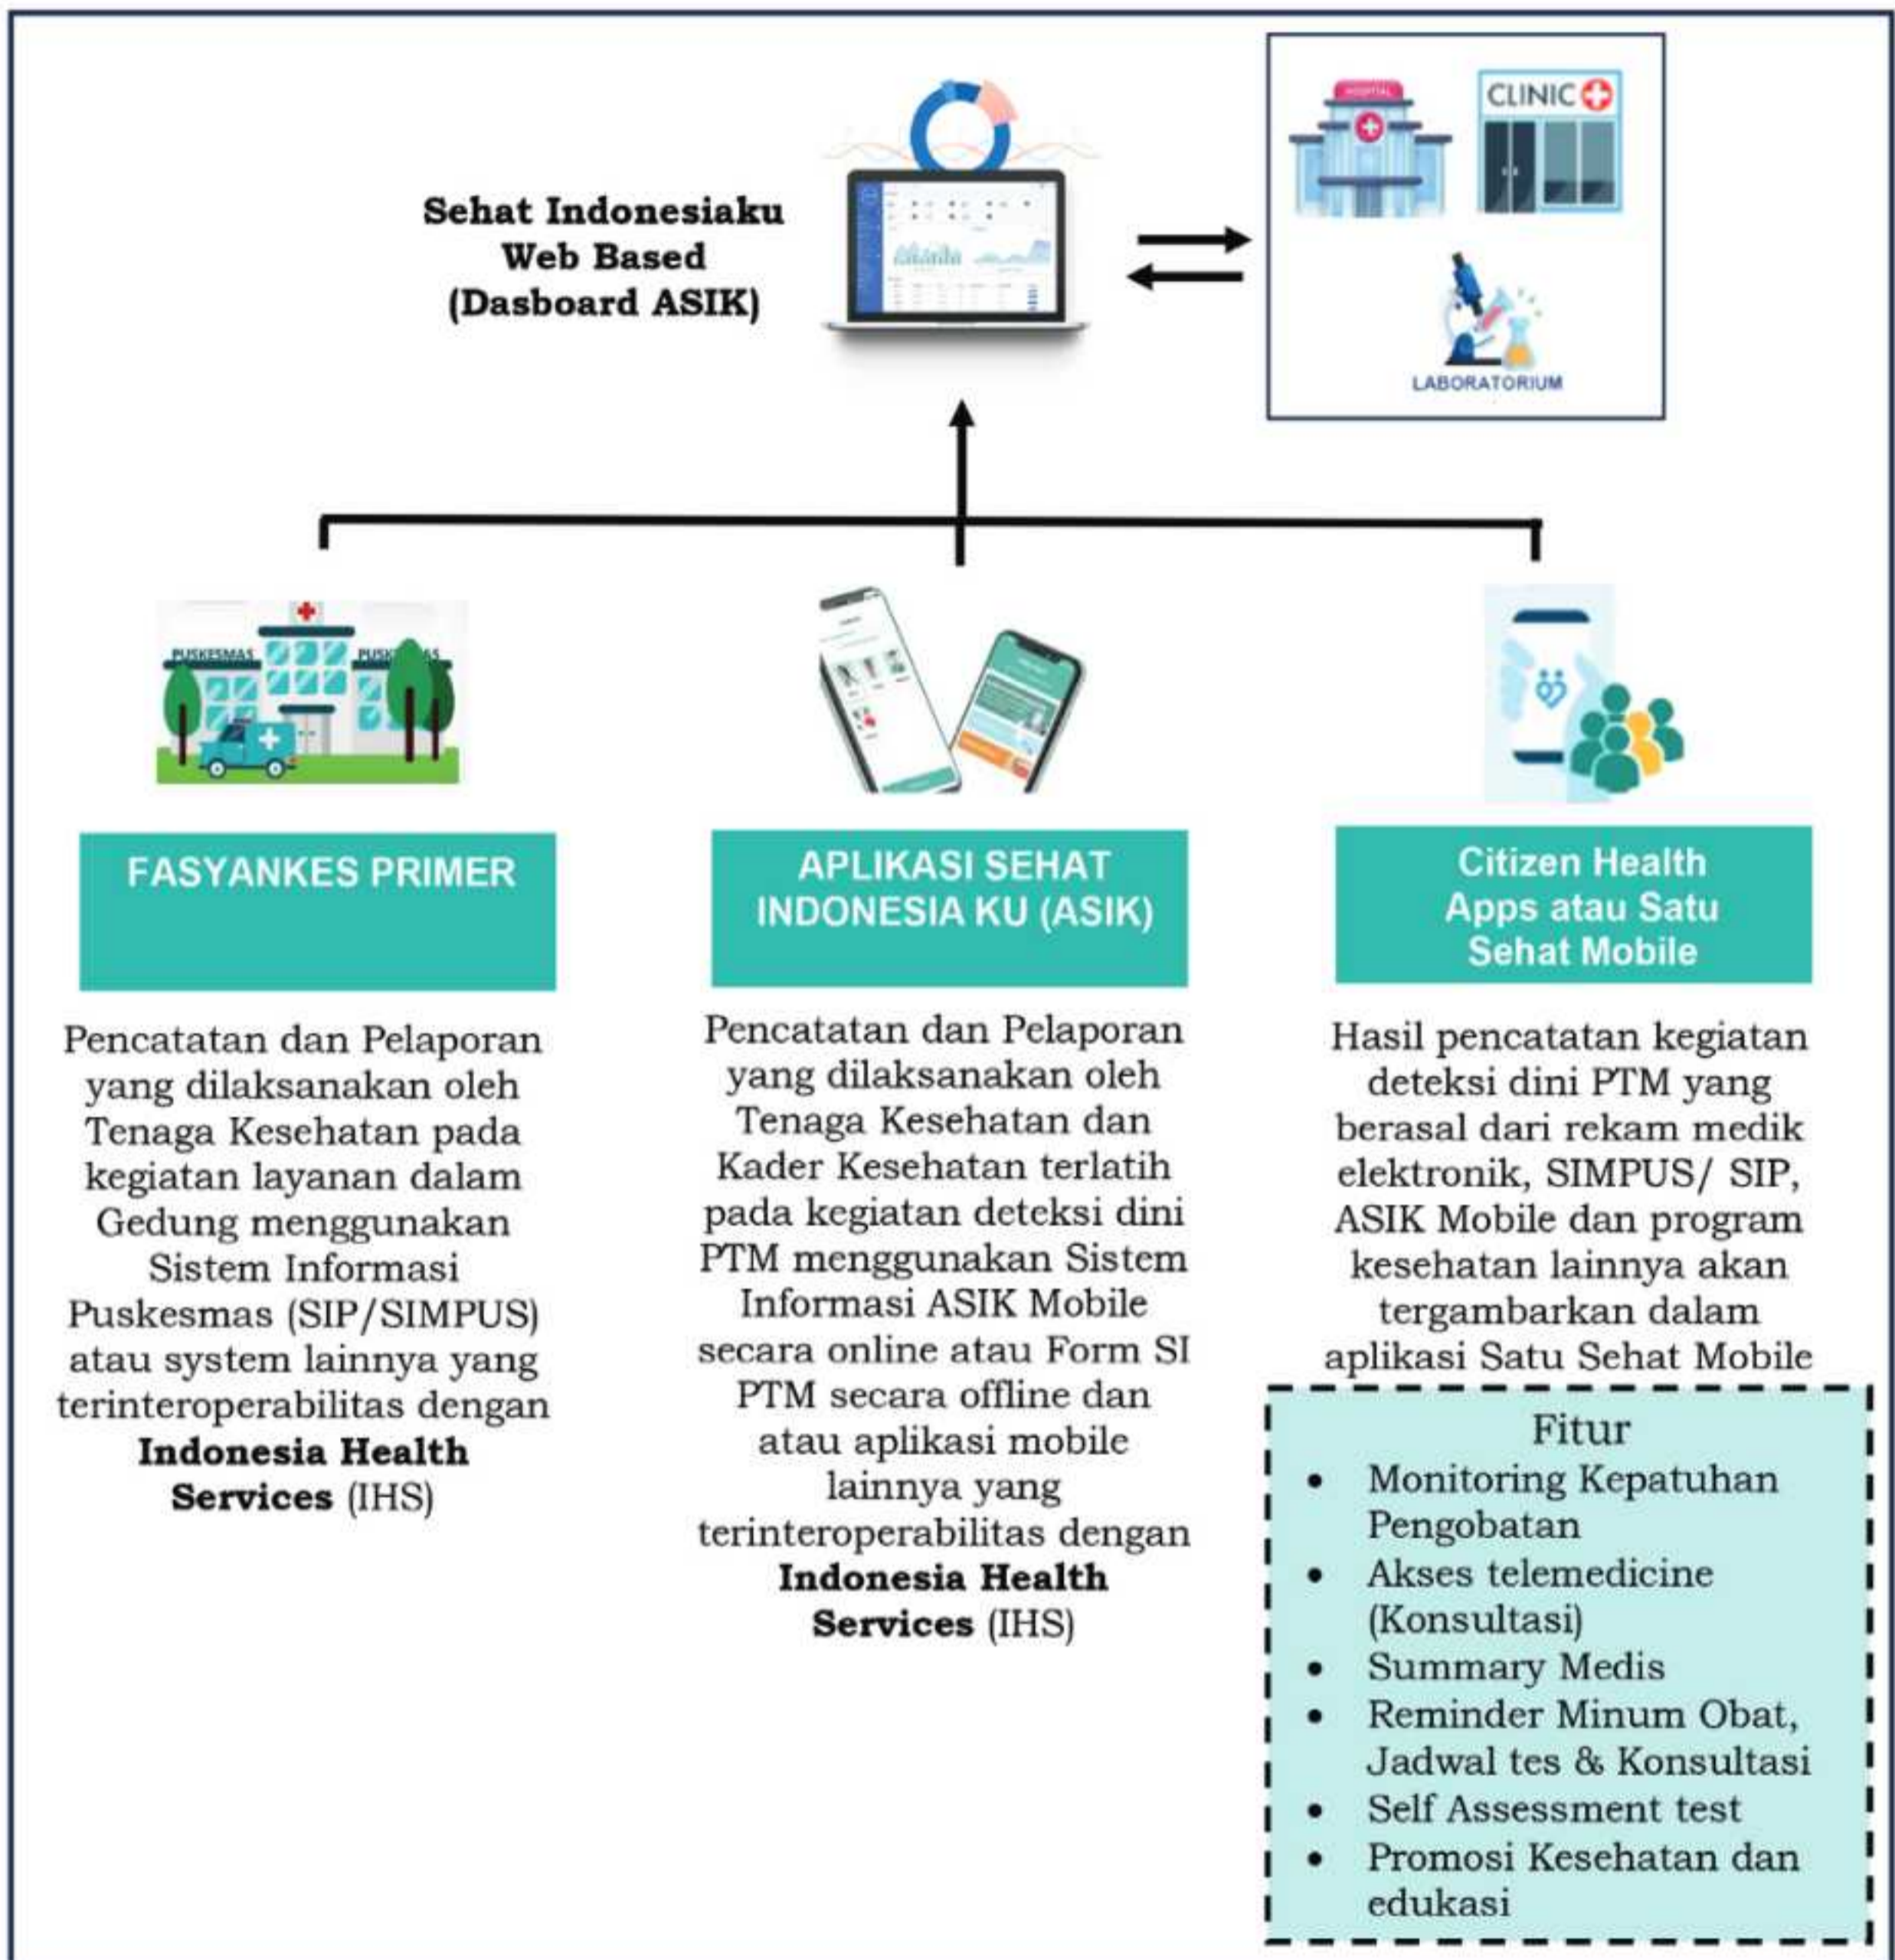 Sehat Indonesiaku
Web Based
(Dasboard ASIK)
HOSPITAL
CLINIC
LABORATORIUM
PUSKESMAS
FASYANKES PRIMER
Pencatatan dan Pelaporan
yang dilaksanakan oleh
Tenaga Kesehatan pada
kegiatan layanan dalam
Gedung menggunakan
Sistem Informasi
Puskesmas (SIP/SIMPUS)
atau system lainnya yang
terinteroperabilitas dengan
Indonesia Health
Services (IHS)
APLIKASI SEHAT
INDONESIA KU (ASIK)
Pencatatan dan Pelaporan
yang dilaksanakan oleh
Tenaga Kesehatan dan
Kader Kesehatan terlatih
pada kegiatan deteksi dini
PTM menggunakan Sistem
Informasi ASIK Mobile
secara online atau Form SI
PTM secara offline dan
atau aplikasi mobile
lainnya yang
terinteroperabilitas dengan
Indonesia Health
Services (IHS)
Citizen Health
Apps atau Satu
Sehat Mobile
Hasil pencatatan kegiatan
deteksi dini PTM yang
berasal dari rekam medik
elektronik, SIMPUS/ SIP,
ASIK Mobile dan program
kesehatan lainnya akan
tergambarkan dalam
aplikasi Satu Sehat Mobile
Fitur
• Monitoring Kepatuhan
Pengobatan
• Akses telemedicine
(Konsultasi)
• Summary Medis
• Reminder Minum Obat,
Jadwal tes & Konsultasi
• Self Assessment test
• Promosi Kesehatan dan
edukasi